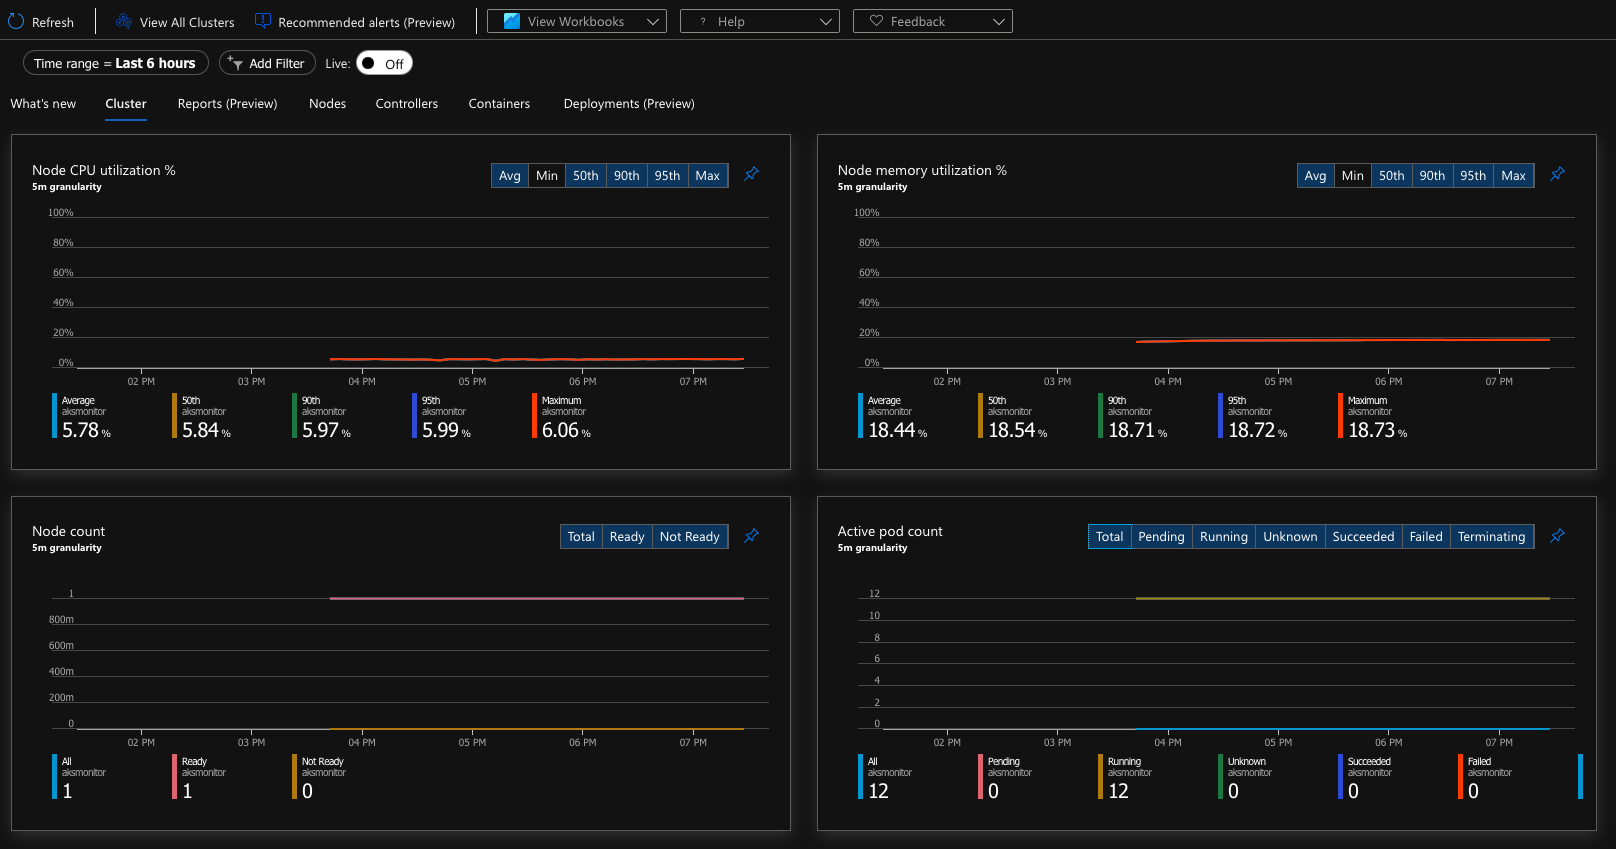 Refresh View All Clusters Recommended alerts (Preview) View Workbooks ? Help Feedback
Time range = Last 6 hours Add Filter Live: Off
What's new Cluster Reports (Preview) Nodes Controllers Containers Deployments (Preview)
Node CPU utilization %
5m granularity
Avg Min 50th 90th 95th Max
100%
80%
60%
40%
20%
0%
02 PM 03 PM 04 PM 05 PM 06 PM 07 PM
Average 50th 90th 95th Maximum
aksmonitor aksmonitor aksmonitor aksmonitor aksmonitor
5.78 % 5.84 % 5.97 % 5.99 % 6.06 %
Node memory utilization %
5m granularity
Avg Min 50th 90th 95th Max
100%
80%
60%
40%
20%
0%
02 PM 03 PM 04 PM 05 PM 06 PM 07 PM
Average 50th 90th 95th Maximum
aksmonitor aksmonitor aksmonitor aksmonitor aksmonitor
18.44 % 18.54 % 18.71 % 18.72 % 18.73 %
Node count
5m granularity
Total Ready Not Ready
1
800m
600m
400m
200m
0
02 PM 03 PM 04 PM 05 PM 06 PM 07 PM
All Ready Not Ready
aksmonitor aksmonitor aksmonitor
1 1 0
Active pod count
5m granularity
Total Pending Running Unknown Succeeded Failed Terminating
12
10
8
6
4
2
0
02 PM 03 PM 04 PM 05 PM 06 PM 07 PM
All Pending Running Unknown Succeeded Failed
aksmonitor aksmonitor aksmonitor aksmonitor aksmonitor aksmonitor
12 0 12 0 0 0